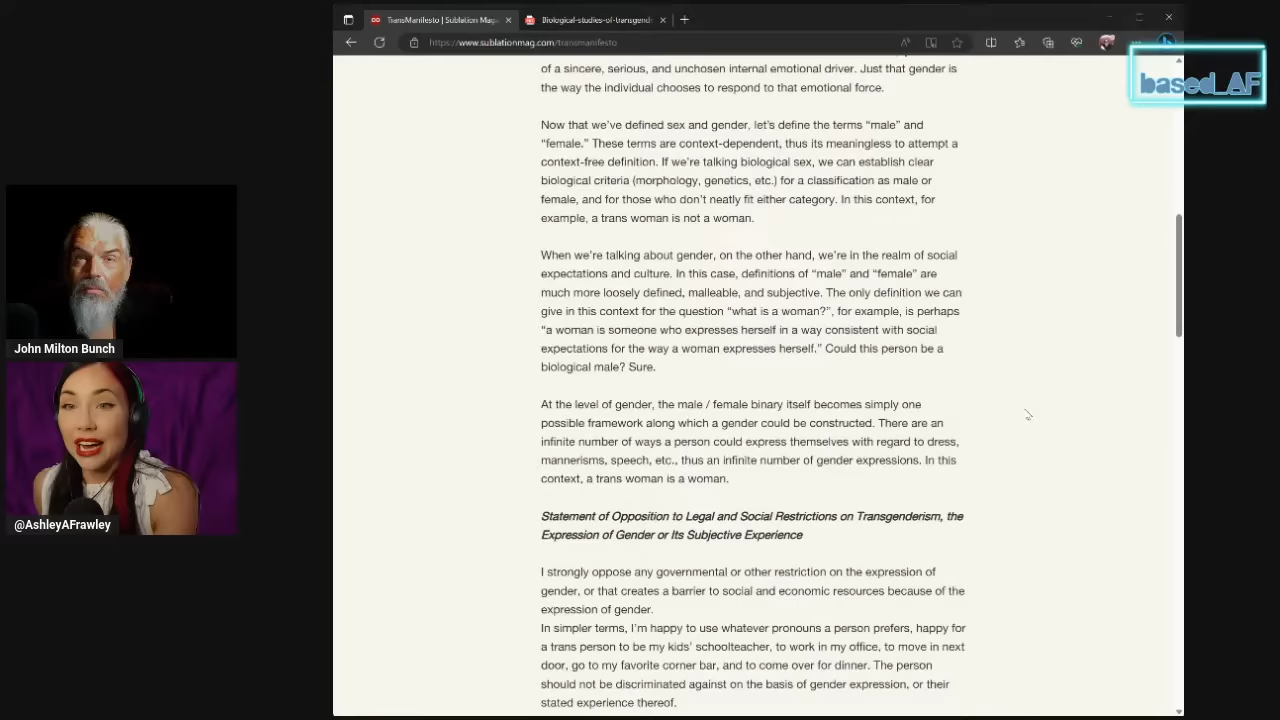 TransManifesto | Sublation Mag
Biological-studies-of-transgend
https://www.sublationmag.com/transmanifesto
based_AF
of a sincere, serious, and unchosen internal emotional driver. Just that gender is
the way the individual chooses to respond to that emotional force.
Now that we've defined sex and gender, let's define the terms “male” and
“female.” These terms are context-dependent, thus its meaningless to attempt a
context-free definition. If we're talking biological sex, we can establish clear
biological criteria (morphology, genetics, etc.) for a classification as male or
female, and for those who don't neatly fit either category. In this context, for
example, a trans woman is not a woman.
When we're talking about gender, on the other hand, we're in the realm of social
expectations and culture. In this case, definitions of “male” and “female” are
much more loosely defined, malleable, and subjective. The only definition we can
give in this context for the question “what is a woman?”, for example, is perhaps
“a woman is someone who expresses herself in a way consistent with social
expectations for the way a woman expresses herself.” Could this person be a
biological male? Sure.
At the level of gender, the male / female binary itself becomes simply one
possible framework along which a gender could be constructed. There are an
infinite number of ways a person could express themselves with regard to dress,
mannerisms, speech, etc., thus an infinite number of gender expressions. In this
context, a trans woman is a woman.
Statement of Opposition to Legal and Social Restrictions on Transgenderism, the
Expression of Gender or Its Subjective Experience
I strongly oppose any governmental or other restriction on the expression of
gender, or that creates a barrier to social and economic resources because of the
expression of gender.
In simpler terms, I'm happy to use whatever pronouns a person prefers, happy for
a trans person to be my kids' schoolteacher, to work in my office, to move in next
door, go to my favorite corner bar, and to come over for dinner. The person
should not be discriminated against on the basis of gender expression, or their
stated experience thereof.
John Milton Bunch
@AshleyAFrawley